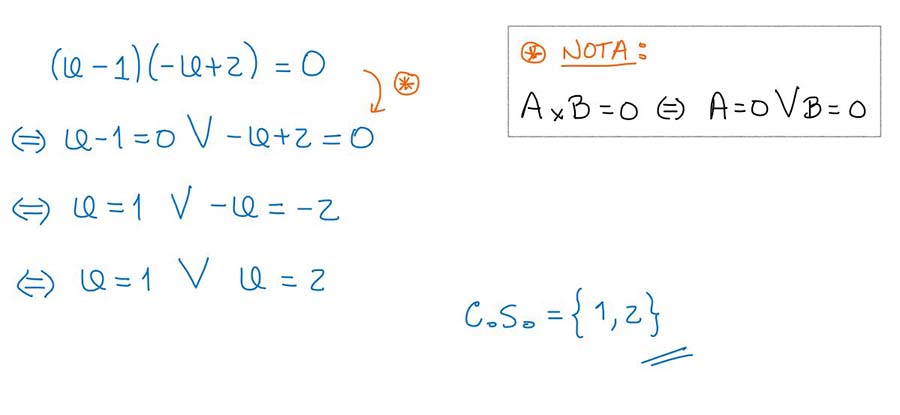 (x-1)(-x+2) = 0
⊛
⇔ x-1=0 ∨ -x+2=0
⇔ x=1 ∨ -x=-2
⇔ x=1 ∨ x=2
⊛ NOTA:
A×B=0 ⇔ A=0 ∨ B=0
C.S. = {1,2}